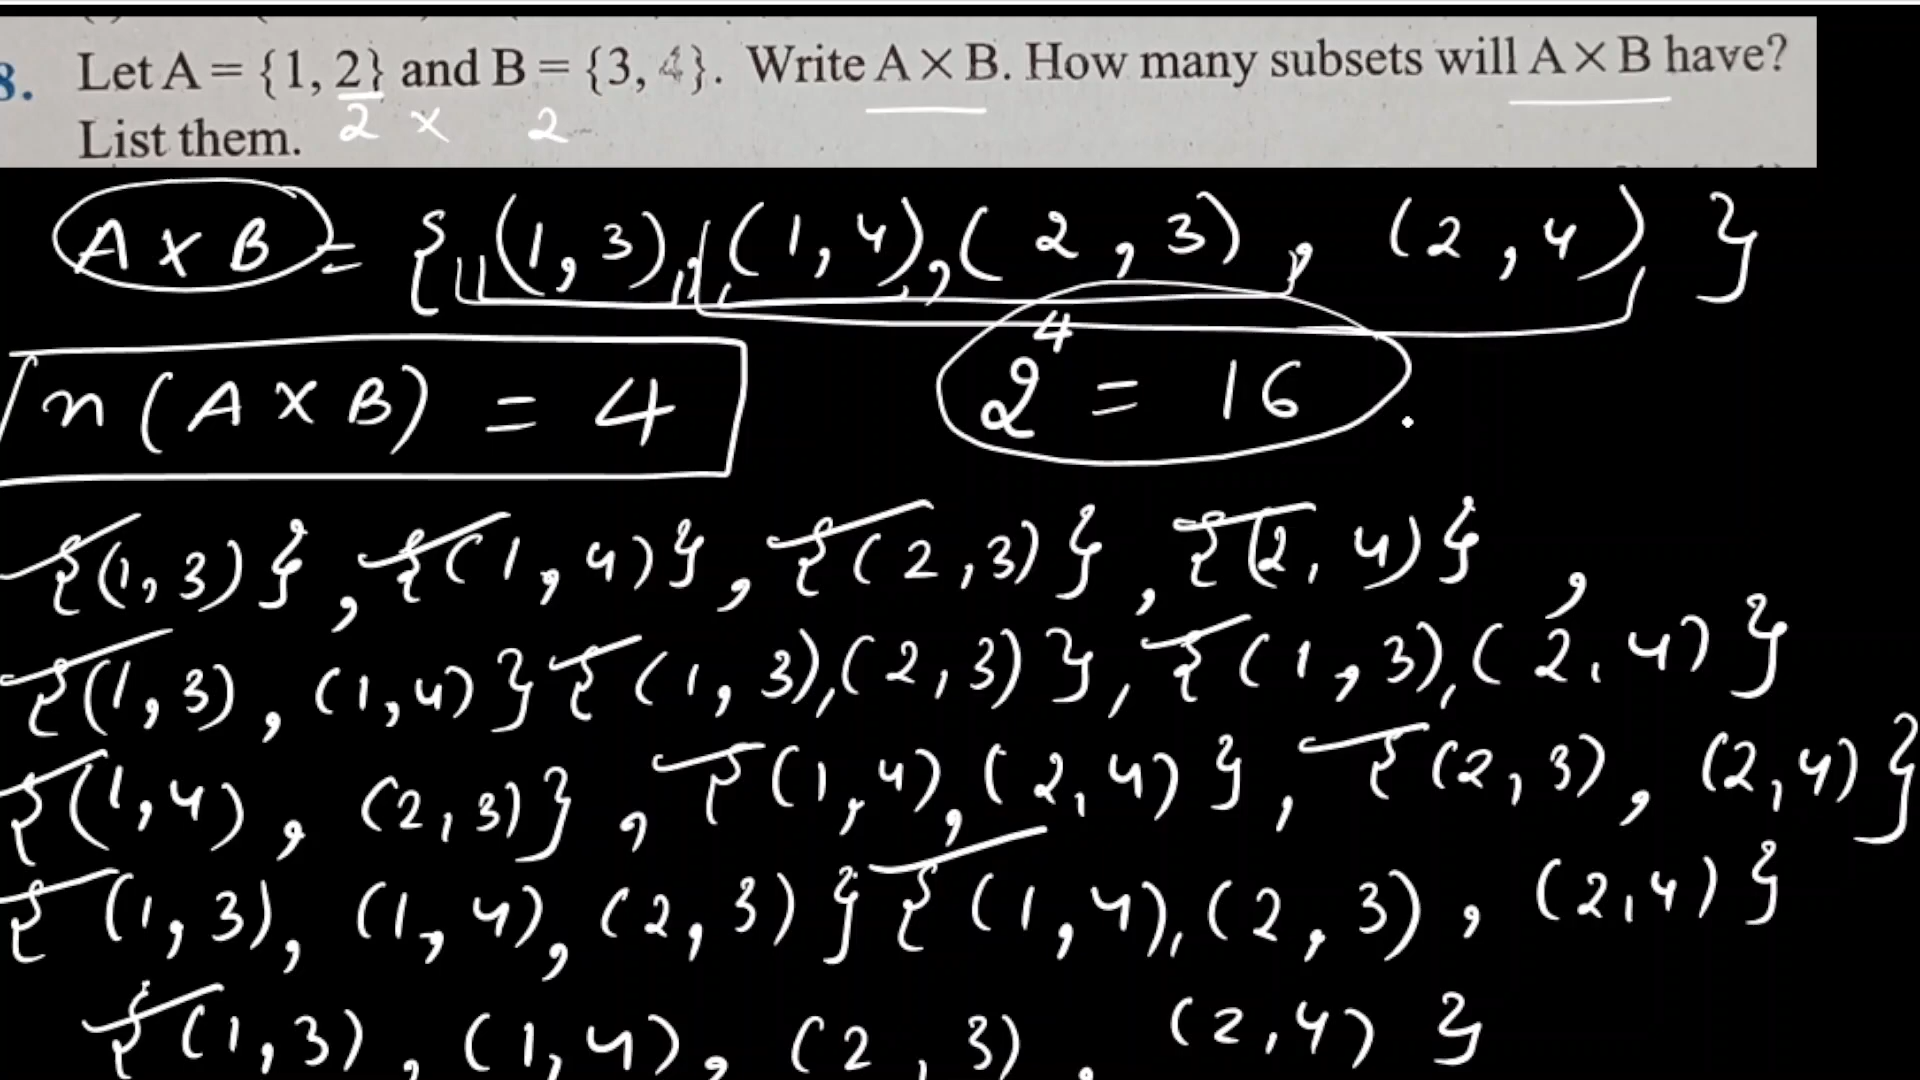 8. Let A = {1, 2} and B = {3, 4}. Write A × B. How many subsets will A × B have?
List them. 2 × 2
A × B = {(1,3), (1,4), (2,3), (2,4)}
n(A × B) = 4 2⁴ = 16.
{(1,3)}, {(1,4)}, {(2,3)}, {(2,4)},
{(1,3), (1,4)} {(1,3),(2,3)}, {(1,3),(2,4)}
{(1,4), (2,3)}, {(1,4),(2,4)}, {(2,3), (2,4)}
{(1,3), (1,4), (2,3)} {(1,4),(2,3), (2,4)}
{(1,3), (1,4), (2,3), (2,4)}